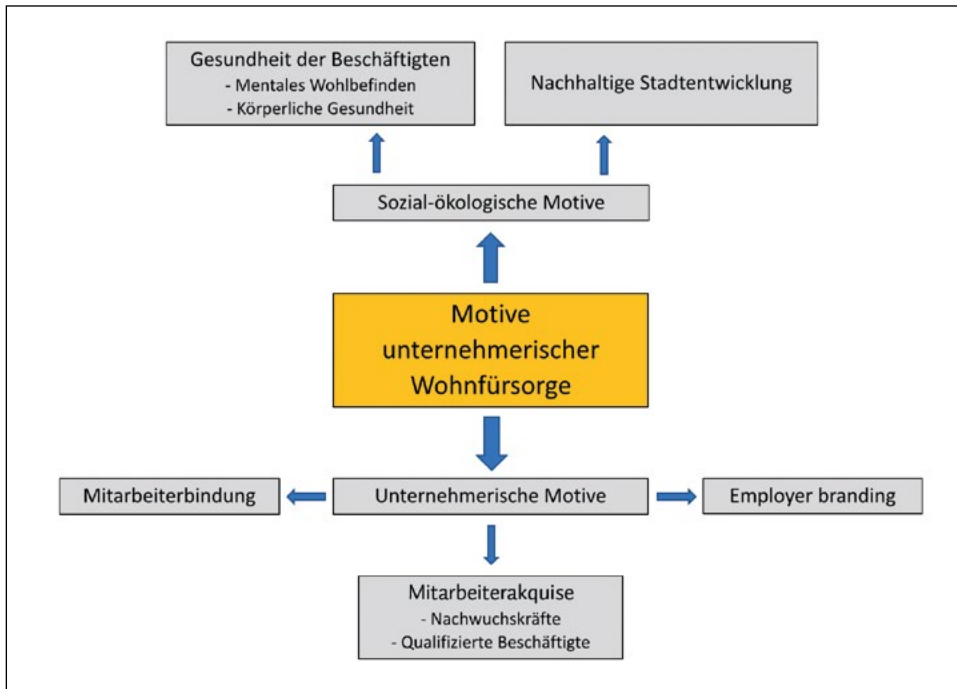 Gesundheit der Beschäftigten
- Mentales Wohlbefinden
- Körperliche Gesundheit
Nachhaltige Stadtentwicklung
Sozial-ökologische Motive
Motive
unternehmerischer
Wohnfürsorge
Mitarbeiterbindung
Unternehmerische Motive
Employer branding
Mitarbeiterakquise
- Nachwuchskräfte
- Qualifizierte Beschäftigte